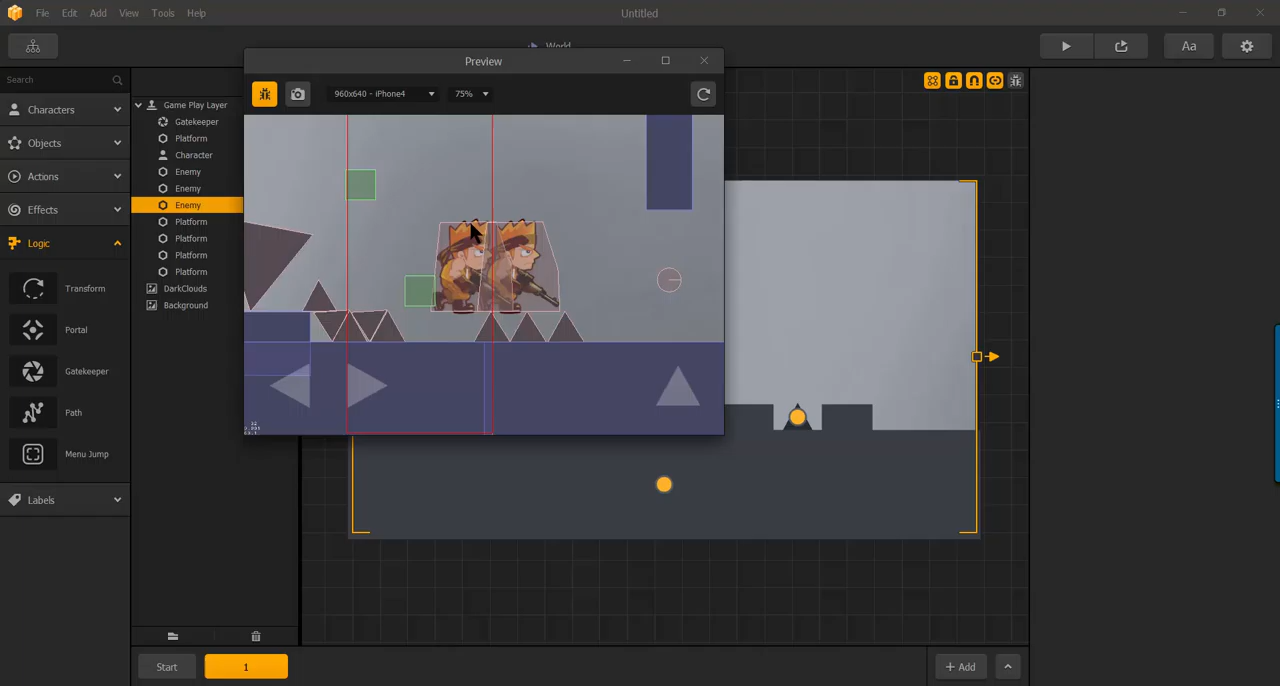 File Edit Add View Tools Help
Untitled
World
Aa
Search
Characters
Objects
Actions
Effects
Logic
Transform
Portal
Gatekeeper
Path
Menu Jump
Labels
Game Play Layer
Gatekeeper
Platform
Character
Enemy
Enemy
Enemy
Platform
Platform
Platform
Platform
DarkClouds
Background
Preview
960x640 - iPhone4
75%
Start
1
+ Add